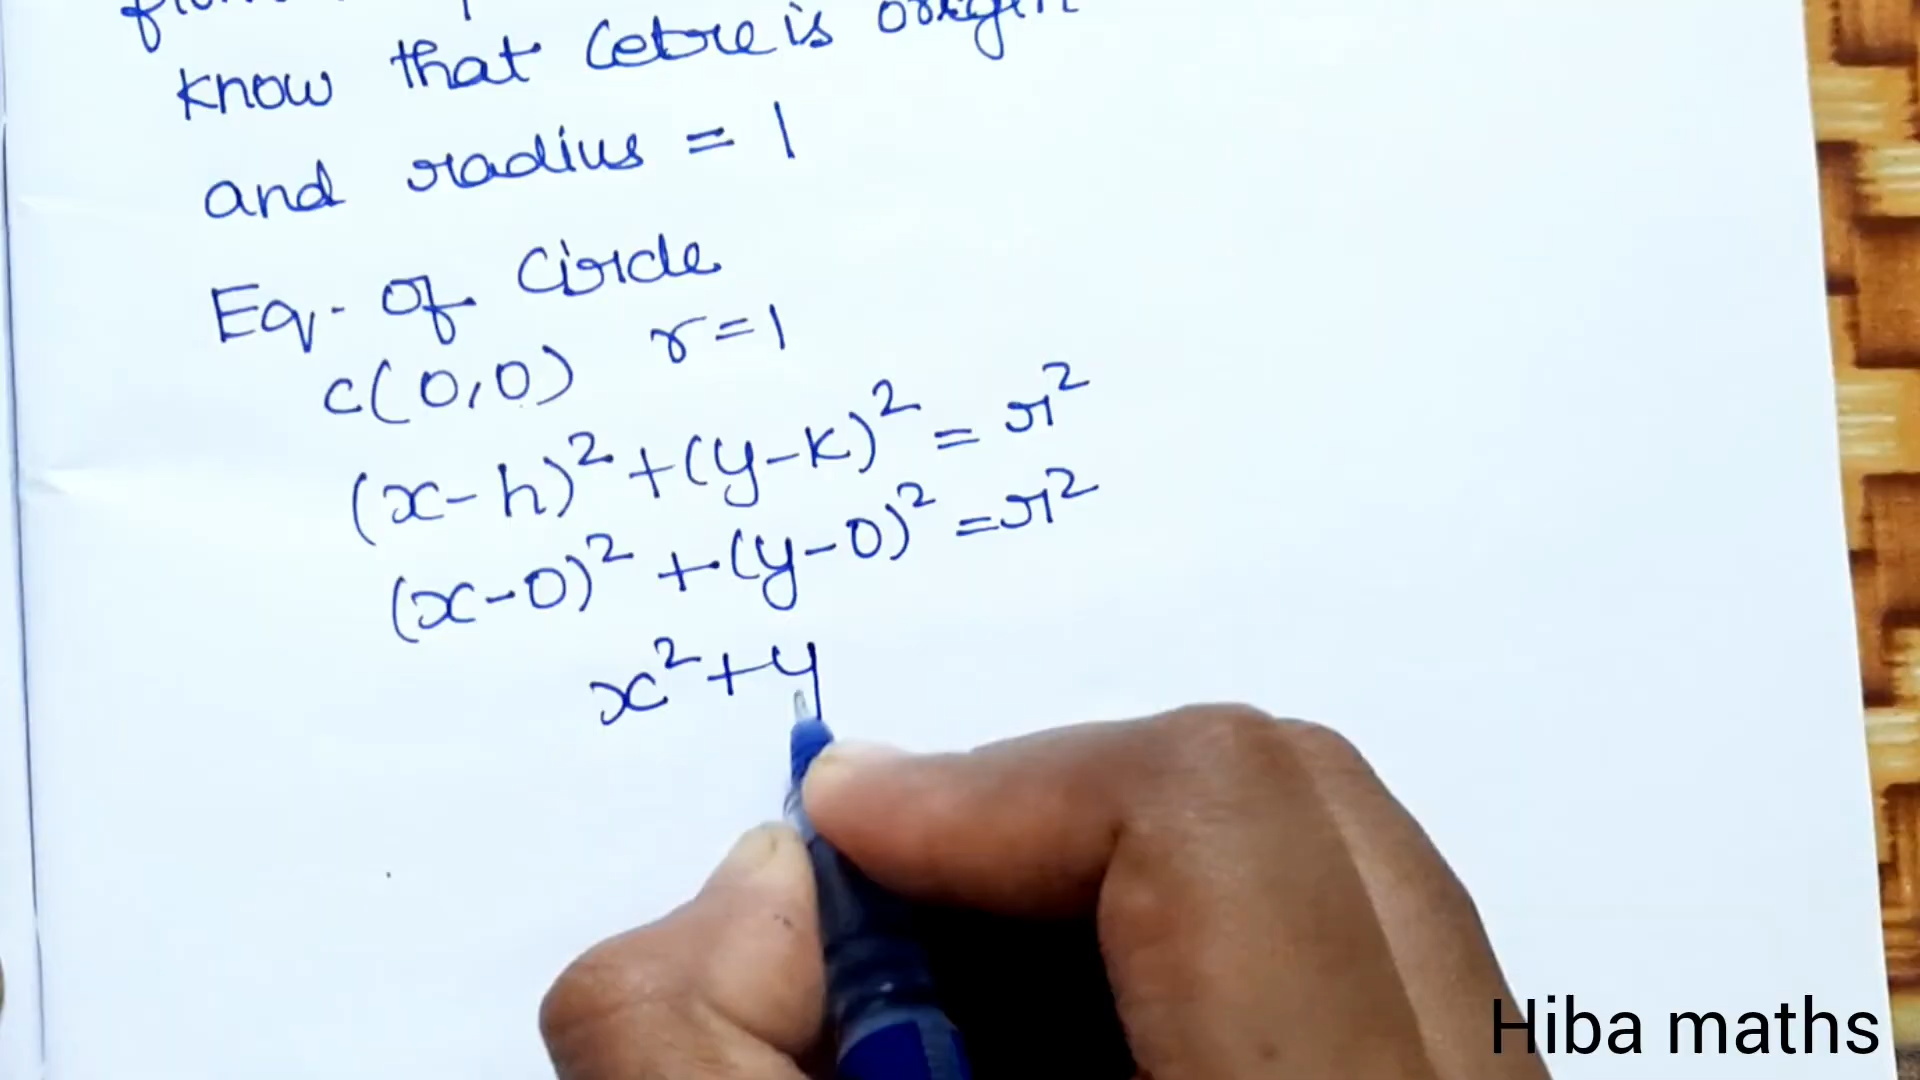 know that Cetre is origin
and radius = 1
Eq. of Circle
c(0,0) r=1
(x-h)²+(y-k)²=r²
(x-0)²+(y-0)²=r²
x²+y
Hiba maths